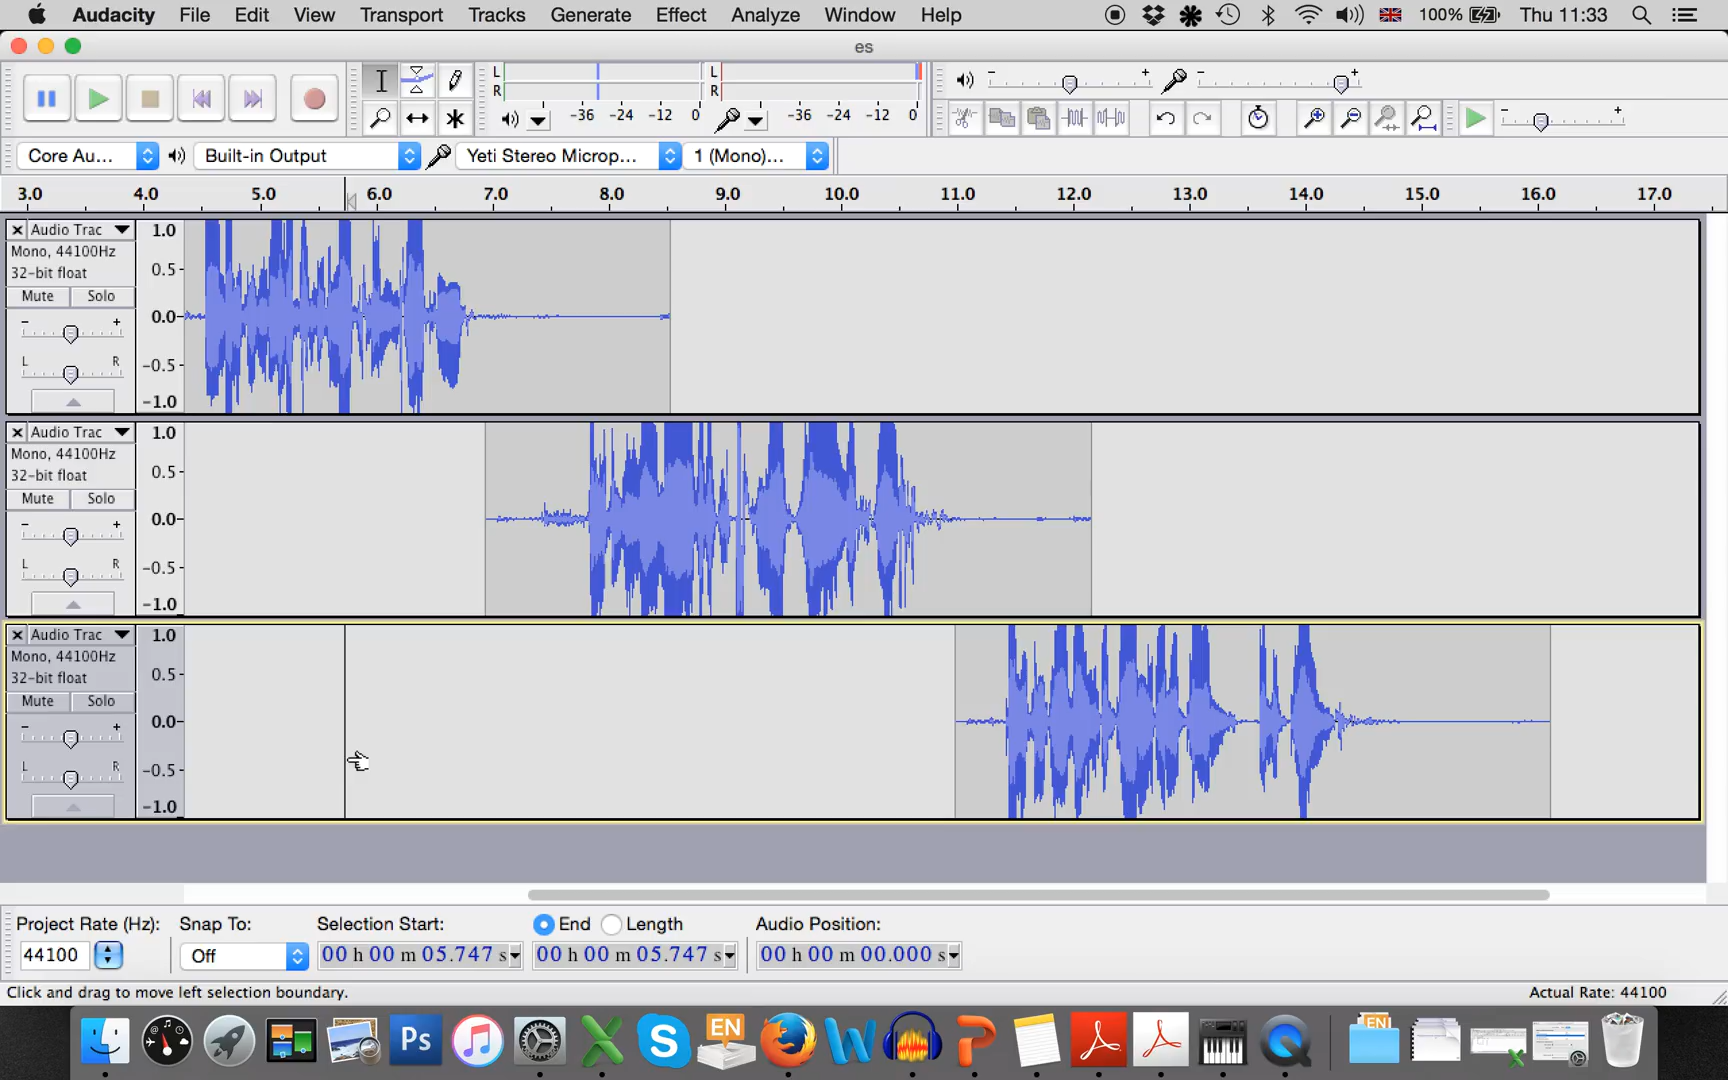 Audacity File Edit View Transport Tracks Generate Effect Analyze Window Help 100% Thu 11:33
es
L R -36 -24 -12 0 L R -36 -24 -12 0
Core Au... Built-in Output Yeti Stereo Microp... 1 (Mono)...
3.0 4.0 5.0 6.0 7.0 8.0 9.0 10.0 11.0 12.0 13.0 14.0 15.0 16.0 17.0
Audio Trac 1.0
Mono, 44100Hz
32-bit float 0.5
Mute Solo
- + 0.0
L R -0.5
-1.0
Audio Trac 1.0
Mono, 44100Hz
32-bit float 0.5
Mute Solo
- + 0.0
L R -0.5
-1.0
Audio Trac 1.0
Mono, 44100Hz
32-bit float 0.5
Mute Solo
- + 0.0
L R -0.5
-1.0
Project Rate (Hz): Snap To: Selection Start: End Length Audio Position:
44100 Off 00 h 00 m 05.747 s 00 h 00 m 05.747 s 00 h 00 m 00.000 s
Click and drag to move left selection boundary. Actual Rate: 44100
Ps EN EN